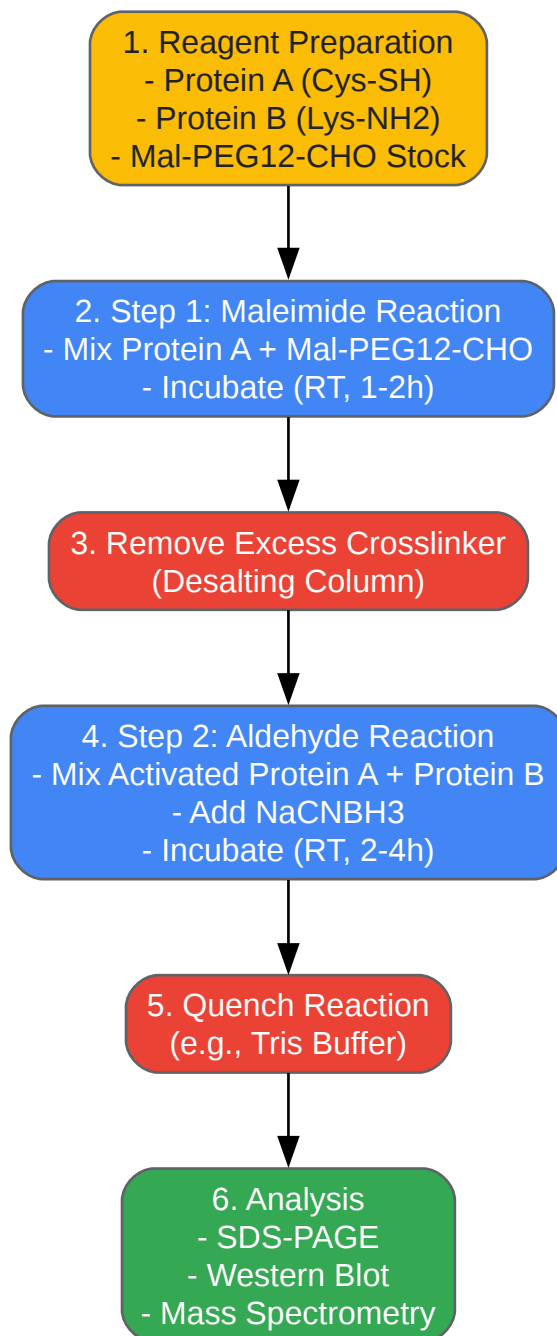 1. Reagent Preparation
- Protein A (Cys-SH)
- Protein B (Lys-NH2)
- Mal-PEG12-CHO Stock
2. Step 1: Maleimide Reaction
- Mix Protein A + Mal-PEG12-CHO
- Incubate (RT, 1-2h)
3. Remove Excess Crosslinker
(Desalting Column)
4. Step 2: Aldehyde Reaction
- Mix Activated Protein A + Protein B
- Add NaCNBH3
- Incubate (RT, 2-4h)
5. Quench Reaction
(e.g., Tris Buffer)
6. Analysis
- SDS-PAGE
- Western Blot
- Mass Spectrometry